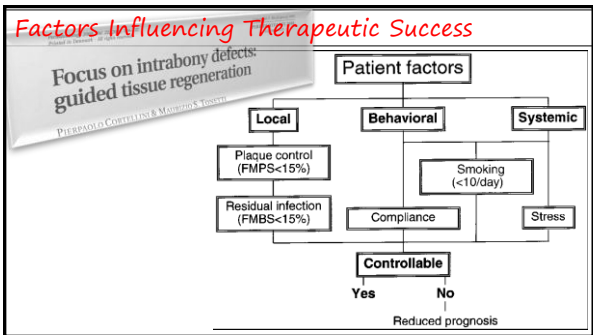 Factors Influencing Therapeutic Success
Focus on intrabony defects:
guided tissue regeneration
PIERPAOLO CORTELLINI & MAURIZIO S. TONETTI
Patient factors
Local
Behavioral
Systemic
Plaque control
(FMPS<15%)
Smoking
(<10/day)
Residual infection
(FMBS<15%)
Compliance
Stress
Controllable
Yes
No
Reduced prognosis